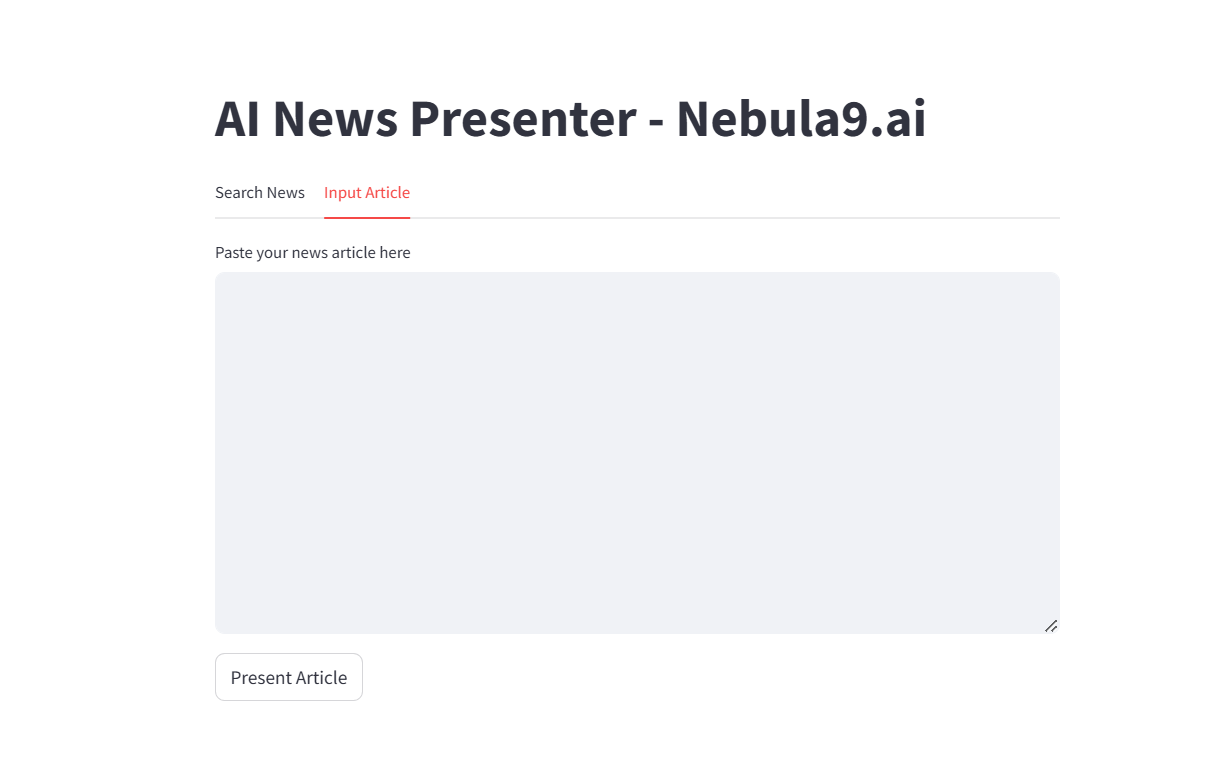 AI News Presenter - Nebula9.ai
Search News Input Article
Paste your news article here
Present Article